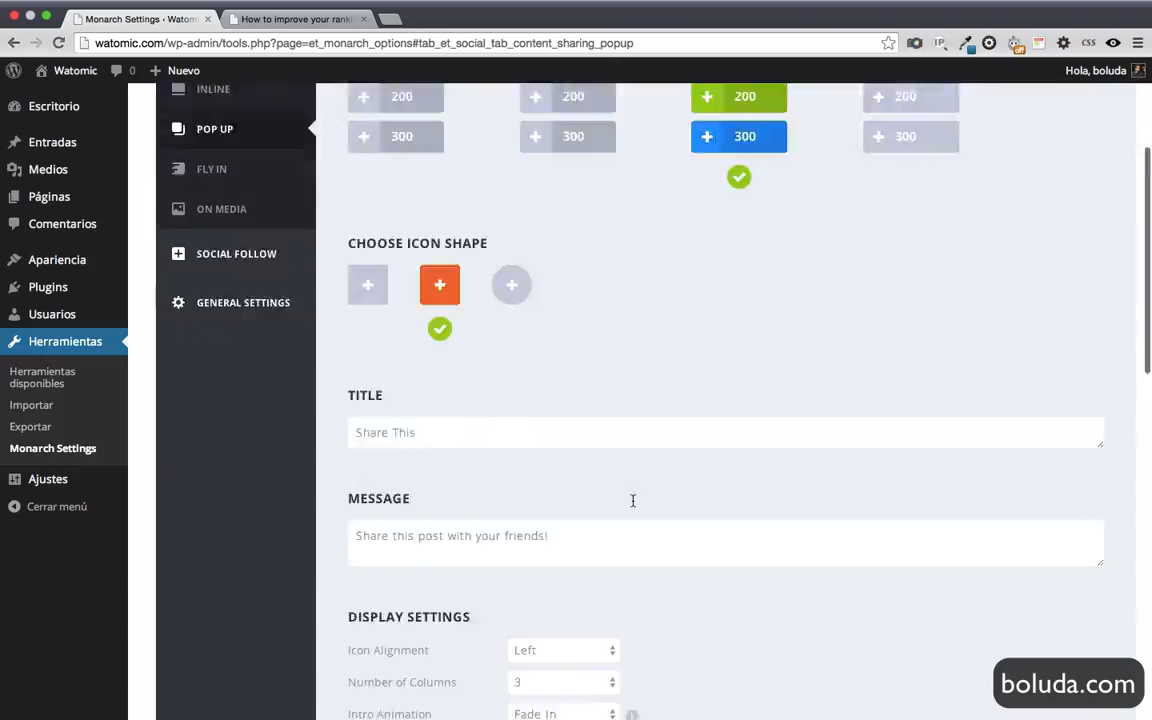 Monarch Settings ‹ Watom
How to improve your ranki
watomic.com/wp-admin/tools.php?page=et_monarch_options#tab_et_social_tab_content_sharing_popup
IP
off
CSS
Watomic
0
Nuevo
Hola, boluda
Escritorio
Entradas
Medios
Páginas
Comentarios
Apariencia
Plugins
Usuarios
Herramientas
Herramientas
disponibles
Importar
Exportar
Monarch Settings
Ajustes
Cerrar menú
INLINE
POP UP
FLY IN
ON MEDIA
SOCIAL FOLLOW
GENERAL SETTINGS
200 200 200 200
300 300 300 300
CHOOSE ICON SHAPE
TITLE
Share This
MESSAGE
Share this post with your friends!
DISPLAY SETTINGS
Icon Alignment Left
Number of Columns 3
Intro Animation Fade In
boluda.com